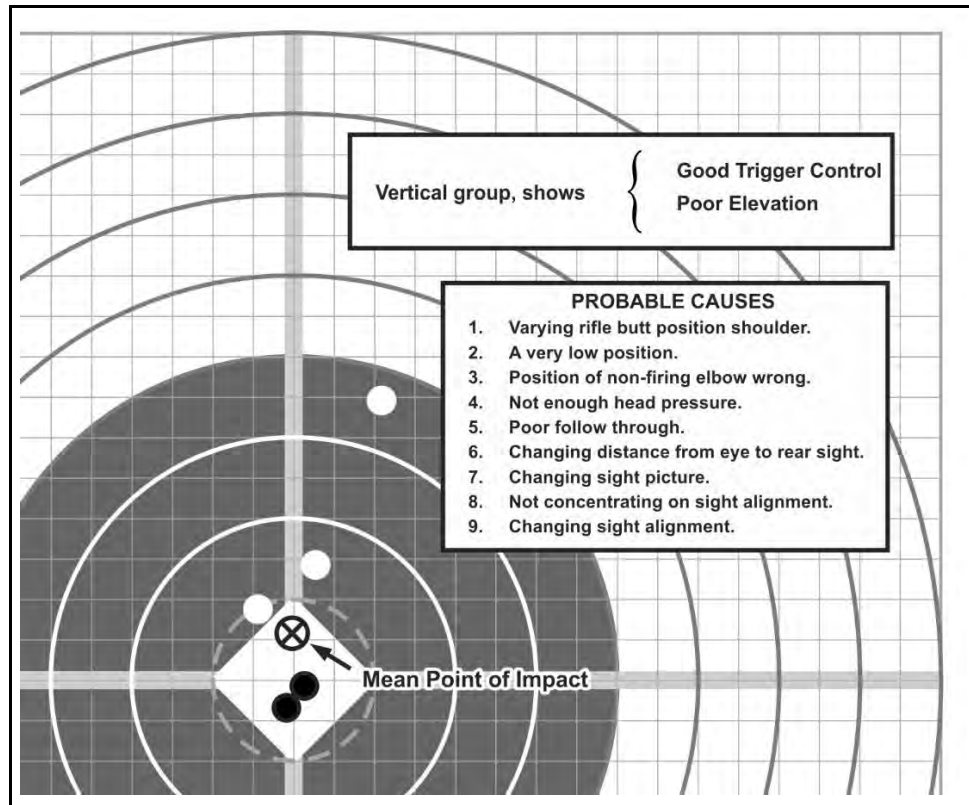 Vertical group, shows
Good Trigger Control
Poor Elevation
PROBABLE CAUSES
1. Varying rifle butt position shoulder.
2. A very low position.
3. Position of non-firing elbow wrong.
4. Not enough head pressure.
5. Poor follow through.
6. Changing distance from eye to rear sight.
7. Changing sight picture.
8. Not concentrating on sight alignment.
9. Changing sight alignment.
Mean Point of Impact